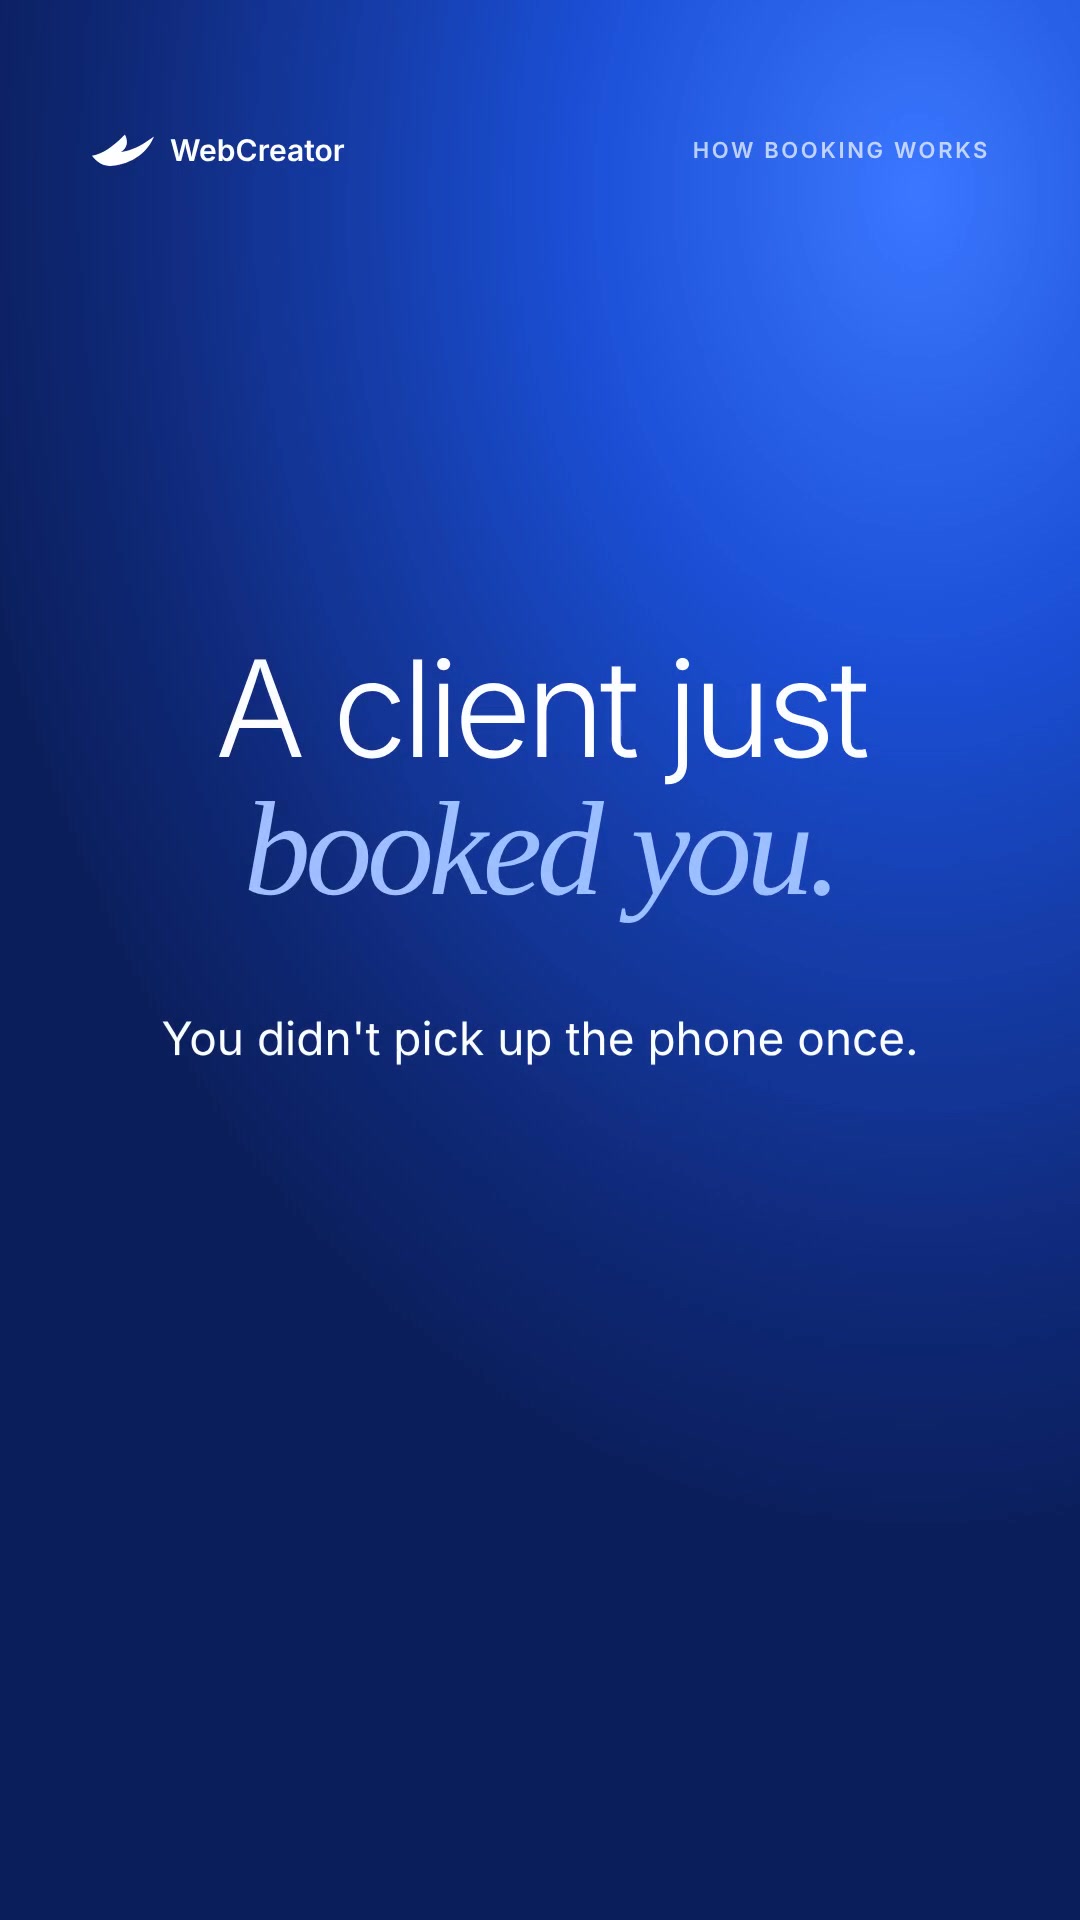 WebCreator
HOW BOOKING WORKS
A client just
booked you.
You didn't pick up the phone once.